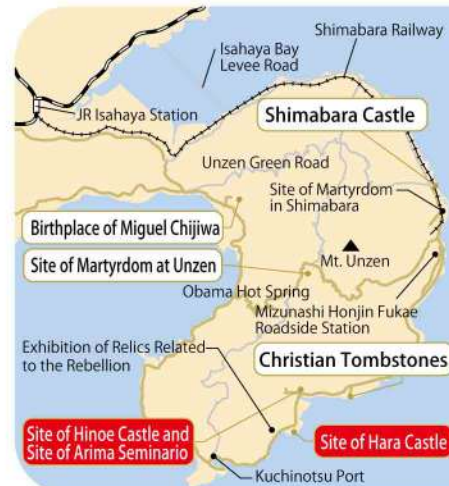 Shimabara Railway
Isahaya Bay
Levee Road
JR Isahaya Station
Shimabara Castle
Unzen Green Road
Site of Martyrdom
in Shimabara
Birthplace of Miguel Chijiwa
Site of Martyrdom at Unzen
Mt. Unzen
Obama Hot Spring
Mizunashi Honjin Fukae
Roadside Station
Exhibition of Relics Related
to the Rebellion
Christian Tombstones
Site of Hinoe Castle and
Site of Arima Seminario
Site of Hara Castle
Kuchinotsu Port